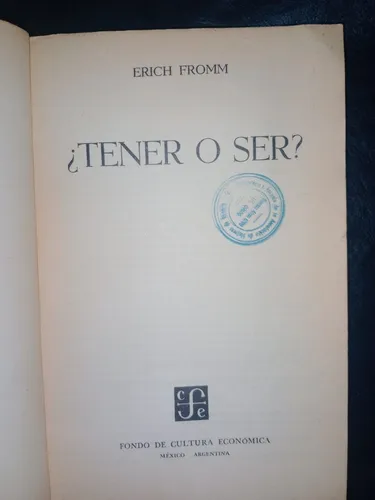 ERICH FROMM
¿TENER O SER?
c
f
e
FONDO DE CULTURA ECONÓMICA
MÉXICO ARGENTINA